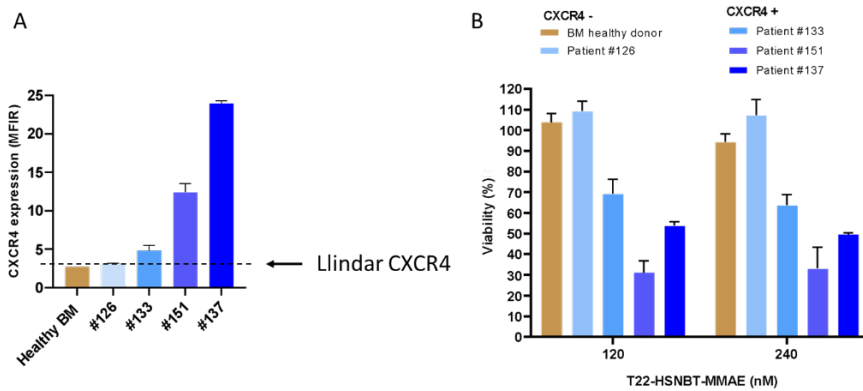 A
CXCR4 expression (MFIR)
25
20
15
10
5
0
Healthy BM
#126
#133
#151
#137
Llindar CXCR4
B
CXCR4 -
BM healthy donor
Patient #126
CXCR4 +
Patient #133
Patient #151
Patient #137
Viability (%)
120
110
100
90
80
70
60
50
40
30
20
10
0
120
240
T22-HSNBT-MMAE (nM)